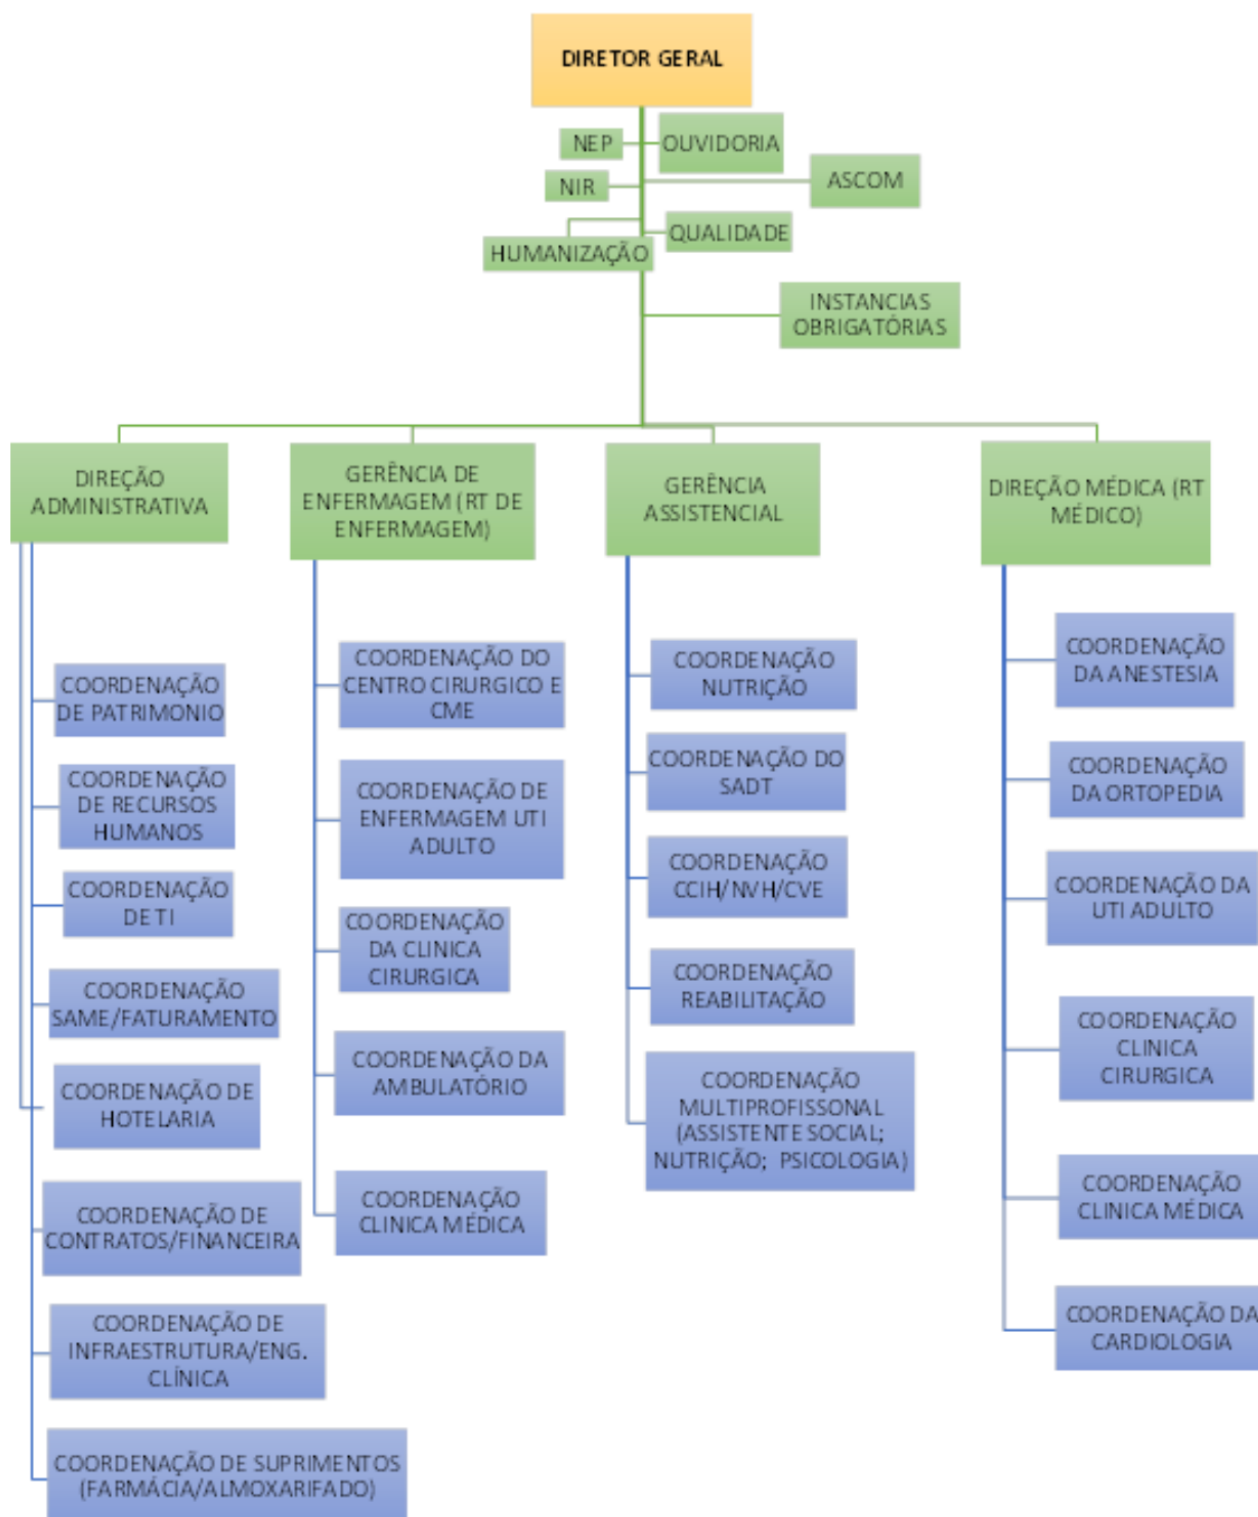 DIRETOR GERAL
NEP
OUVIDORIA
NIR
ASCOM
HUMANIZAÇÃO
QUALIDADE
INSTANCIAS
OBRIGATÓRIAS
DIREÇÃO
ADMINISTRATIVA
COORDENAÇÃO
DE PATRIMONIO
COORDENAÇÃO
DE RECURSOS
HUMANOS
COORDENAÇÃO
DE TI
COORDENAÇÃO
SAME/FATURAMENTO
COORDENAÇÃO DE
HOTELARIA
COORDENAÇÃO DE
CONTRATOS/FINANCEIRA
COORDENAÇÃO DE
INFRAESTRUTURA/ENG.
CLÍNICA
COORDENAÇÃO DE SUPRIMENTOS
(FARMÁCIA/ALMOXARIFADO)
GERÊNCIA DE
ENFERMAGEM (RT DE
ENFERMAGEM)
COORDENAÇÃO DO
CENTRO CIRURGICO E
CME
COORDENAÇÃO DE
ENFERMAGEM UTI
ADULTO
COORDENAÇÃO
DA CLINICA
CIRURGICA
COORDENAÇÃO DA
AMBULATÓRIO
COORDENAÇÃO
CLINICA MÉDICA
GERÊNCIA
ASSISTENCIAL
COORDENAÇÃO
NUTRIÇÃO
COORDENAÇÃO DO
SADT
COORDENAÇÃO
CCIH/NVH/CVE
COORDENAÇÃO
REABILITAÇÃO
COORDENAÇÃO
MULTIPROFISSONAL
(ASSISTENTE SOCIAL;
NUTRIÇÃO; PSICOLOGIA)
DIREÇÃO MÉDICA (RT
MÉDICO)
COORDENAÇÃO
DA ANESTESIA
COORDENAÇÃO
DA ORTOPEDIA
COORDENAÇÃO DA
UTI ADULTO
COORDENAÇÃO
CLINICA
CIRURGICA
COORDENAÇÃO
CLINICA MÉDICA
COORDENAÇÃO DA
CARDIOLOGIA